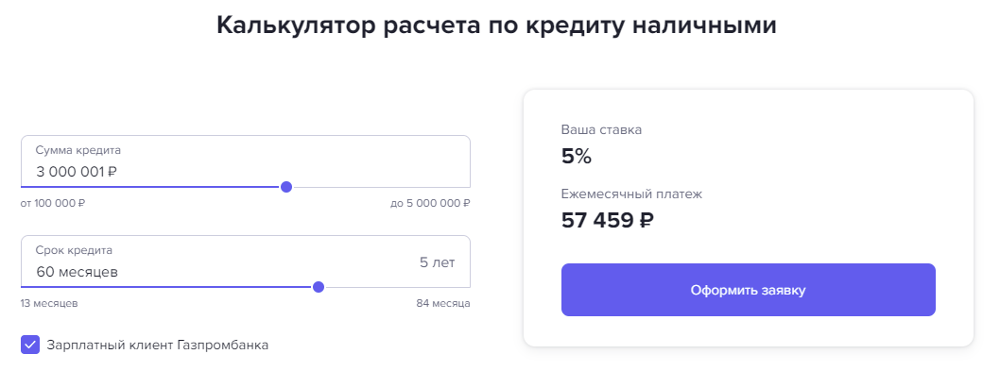 Калькулятор расчета по кредиту наличными
Сумма кредита
3 000 001 ₽
от 100 000 ₽
до 5 000 000 ₽
Срок кредита
60 месяцев
5 лет
13 месяцев
84 месяца
Зарплатный клиент Газпромбанка
Ваша ставка
5%
Ежемесячный платеж
57 459 ₽
Оформить заявку